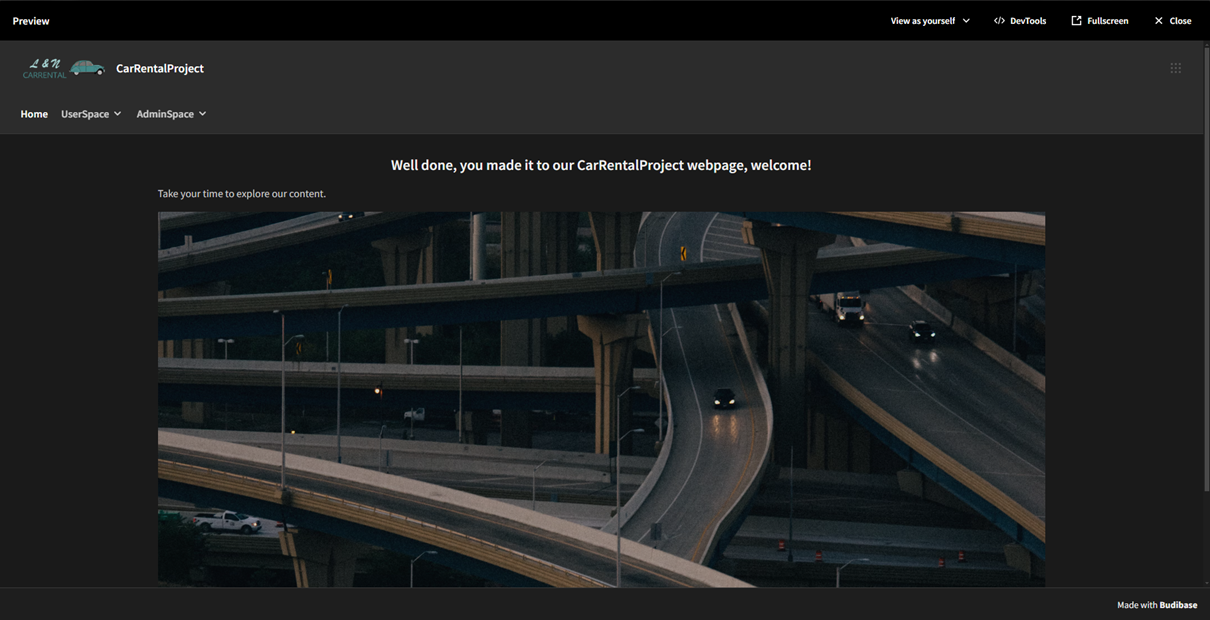 Preview
View as yourself
</> DevTools
Fullscreen
Close
L & N
CARRENTAL
CarRentalProject
Home
UserSpace
AdminSpace
Well done, you made it to our CarRentalProject webpage, welcome!
Take your time to explore our content.
Made with Budibase